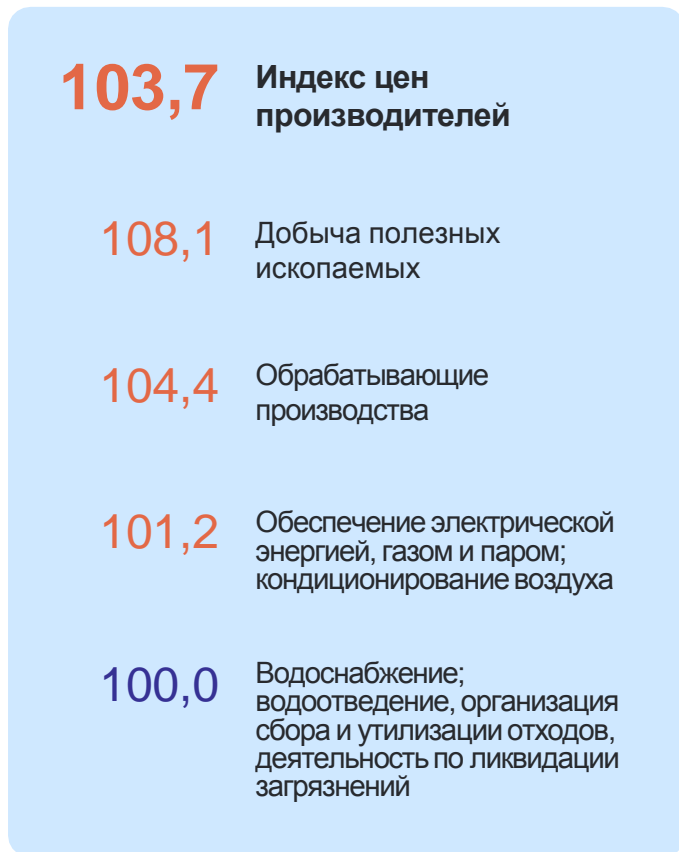 103,7
Индекс цен
производителей
108,1
Добыча полезных
ископаемых
104,4
Обрабатывающие
производства
101,2
Обеспечение электрической
энергией, газом и паром;
кондиционирование воздуха
100,0
Водоснабжение;
водоотведение, организация
сбора и утилизации отходов,
деятельность по ликвидации
загрязнений